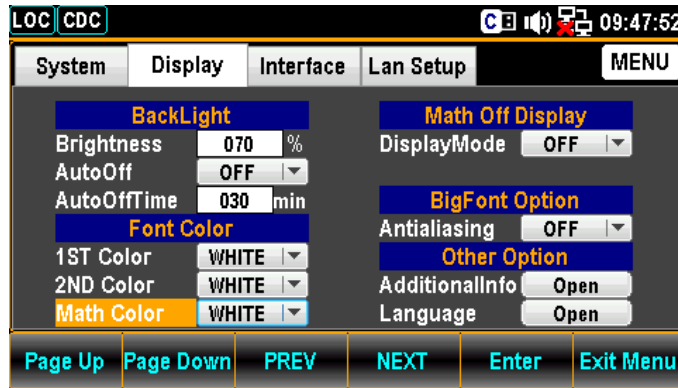 LOC CDC C 09:47:52
System Display Interface Lan Setup MENU
BackLight
Brightness 070 %
AutoOff OFF
AutoOffTime 030 min
Font Color
1ST Color WHITE
2ND Color WHITE
Math Color WHITE
Math Off Display
DisplayMode OFF
BigFont Option
Antialiasing OFF
Other Option
AdditionalInfo Open
Language Open
Page Up Page Down PREV NEXT Enter Exit Menu